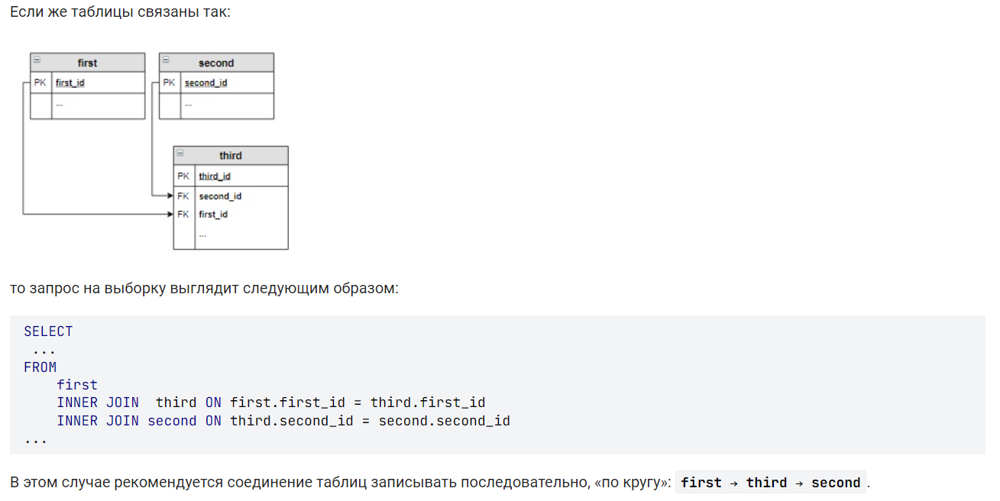 Если же таблицы связаны так:
first
PK first_id
...
second
PK second_id
...
third
PK third_id
FK second_id
FK first_id
...
то запрос на выборку выглядит следующим образом:
SELECT
...
FROM
first
INNER JOIN third ON first.first_id = third.first_id
INNER JOIN second ON third.second_id = second.second_id
...
В этом случае рекомендуется соединение таблиц записывать последовательно, «по кругу»: first → third → second .